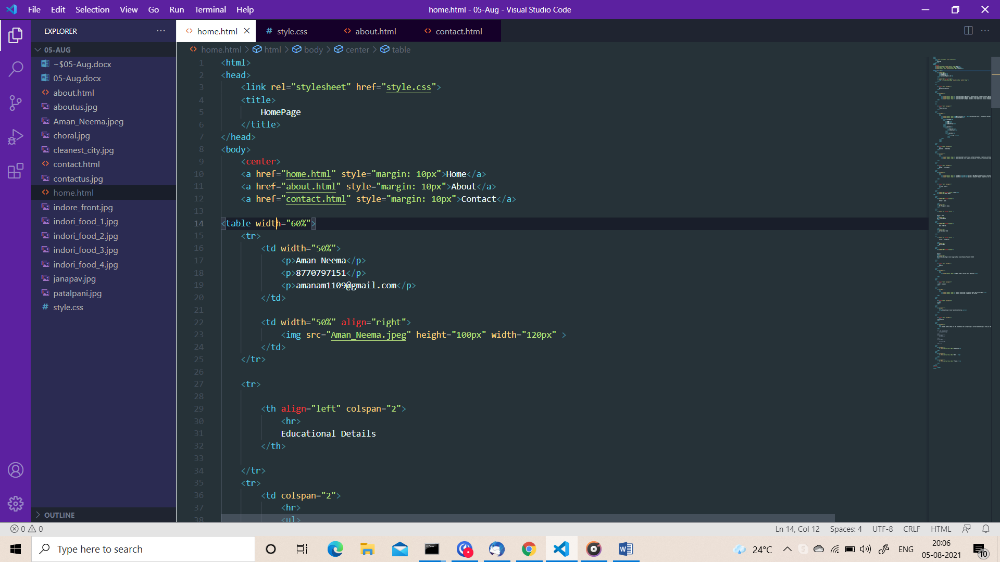 File Edit Selection View Go Run Terminal Help
home.html - 05-Aug - Visual Studio Code
EXPLORER
05-AUG
~$05-Aug.docx
05-Aug.docx
about.html
aboutus.jpg
Aman_Neema.jpeg
choral.jpg
cleanest_city.jpg
contact.html
contactus.jpg
home.html
indore_front.jpg
indori_food_1.jpg
indori_food_2.jpg
indori_food_3.jpg
indori_food_4.jpg
janapav.jpg
patalpani.jpg
style.css
OUTLINE
home.html style.css about.html contact.html
home.html > html > body > center > table
1 <html>
2 <head>
3 <link rel="stylesheet" href="style.css">
4 <title>
5 HomePage
6 </title>
7 </head>
8 <body>
9 <center>
10 <a href="home.html" style="margin: 10px">Home</a>
11 <a href="about.html" style="margin: 10px">About</a>
12 <a href="contact.html" style="margin: 10px">Contact</a>
13
14 <table width="60%">
15 <tr>
16 <td width="50%">
17 <p>Aman Neema</p>
18 <p>8770797151</p>
19 <p>amanam1109@gmail.com</p>
20 </td>
21
22 <td width="50%" align="right">
23 <img src="Aman_Neema.jpeg" height="100px" width="120px" >
24 </td>
25 </tr>
26
27 <tr>
28
29 <th align="left" colspan="2">
30 <hr>
31 Educational Details
32 </th>
33
34 </tr>
35 <tr>
36 <td colspan="2">
37 <hr>
38 <ul>
0 0
Ln 14, Col 12 Spaces: 4 UTF-8 CRLF HTML
Type here to search
24°C ENG
20:06
05-08-2021
10